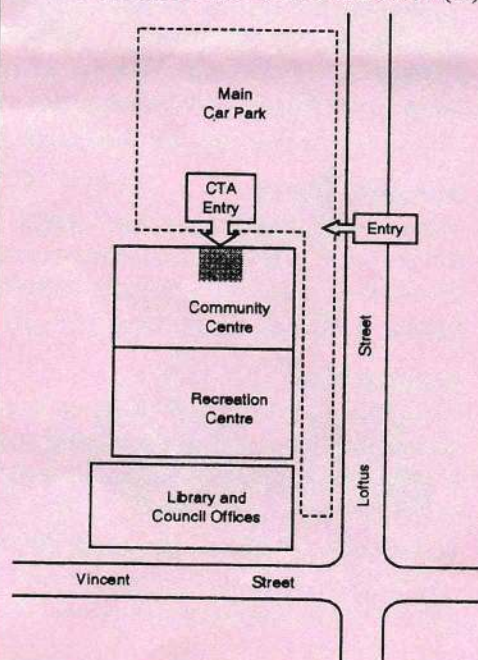 Main
Car Park
CTA
Entry
Entry
Community
Centre
Street
Recreation
Centre
Loftus
Library and
Council Offices
Vincent Street